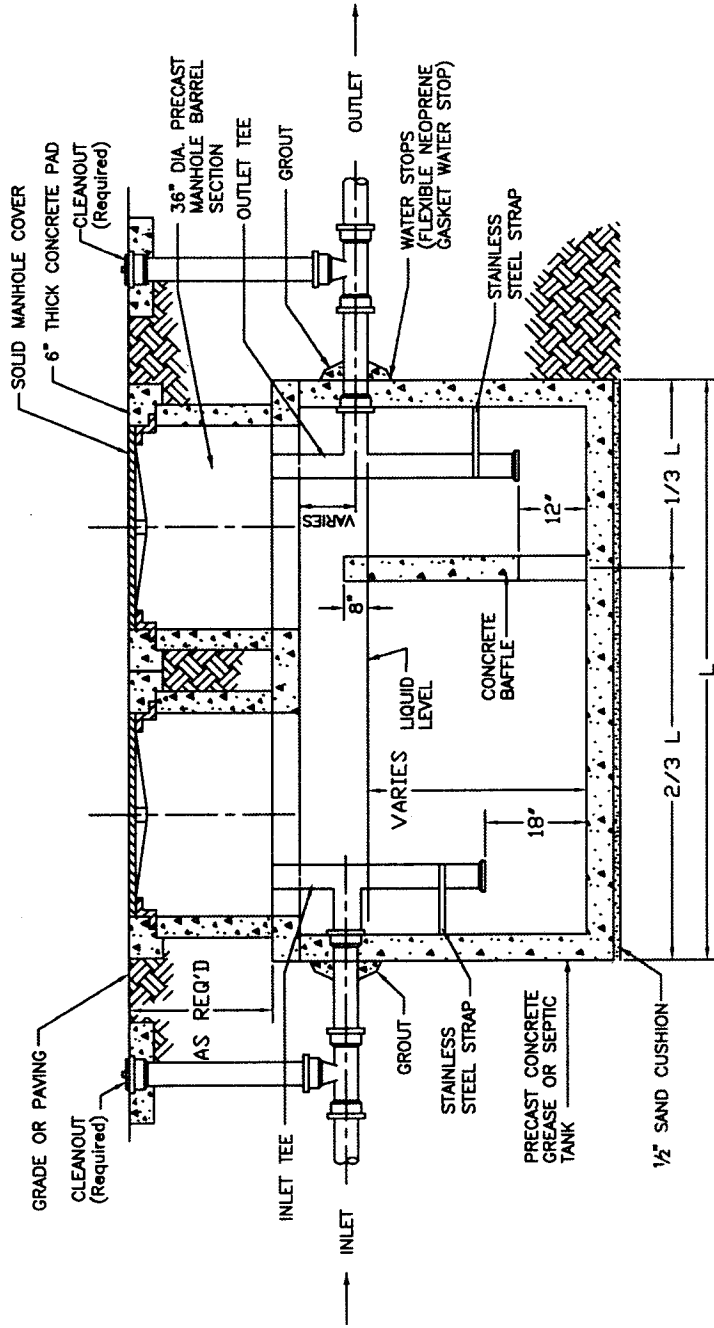 SOLID MANHOLE COVER
6" THICK CONCRETE PAD
CLEANOUT
(Required)
36" DIA. PRECAST
MANHOLE BARREL
SECTION
OUTLET TEE
GROUT
OUTLET
WATER STOPS
(FLEXIBLE NEOPRENE
GASKET WATER STOP)
STAINLESS
STEEL STRAP
GRADE OR PAVING
CLEANOUT
(Required)
AS REQ'D
INLET TEE
INLET
GROUT
STAINLESS
STEEL STRAP
PRECAST CONCRETE
GREASE OR SEPTIC
TANK
1/2" SAND CUSHION
VARIES
8"
LIQUID
LEVEL
VARIES
CONCRETE
BAFFLE
12"
18"
1/3 L
2/3 L
L